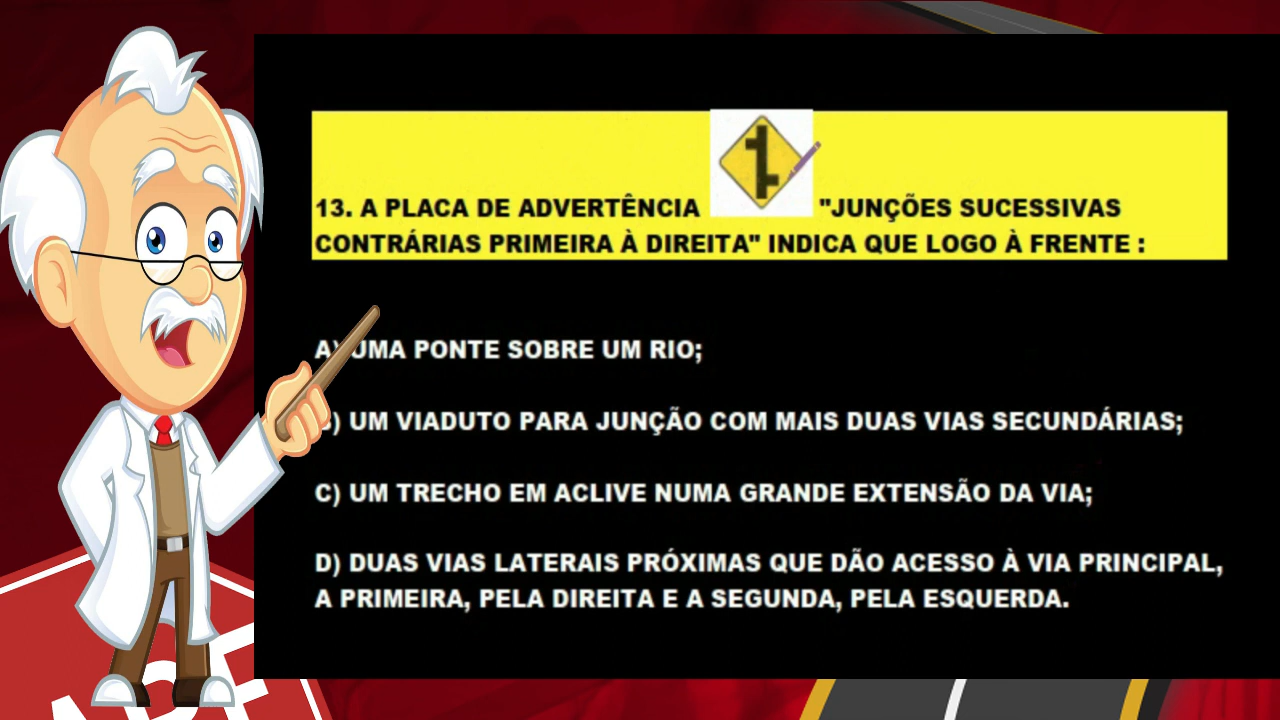 13. A PLACA DE ADVERTÊNCIA "JUNÇÕES SUCESSIVAS
CONTRÁRIAS PRIMEIRA À DIREITA" INDICA QUE LOGO À FRENTE :
A) UMA PONTE SOBRE UM RIO;
) UM VIADUTO PARA JUNÇÃO COM MAIS DUAS VIAS SECUNDÁRIAS;
C) UM TRECHO EM ACLIVE NUMA GRANDE EXTENSÃO DA VIA;
D) DUAS VIAS LATERAIS PRÓXIMAS QUE DÃO ACESSO À VIA PRINCIPAL,
A PRIMEIRA, PELA DIREITA E A SEGUNDA, PELA ESQUERDA.